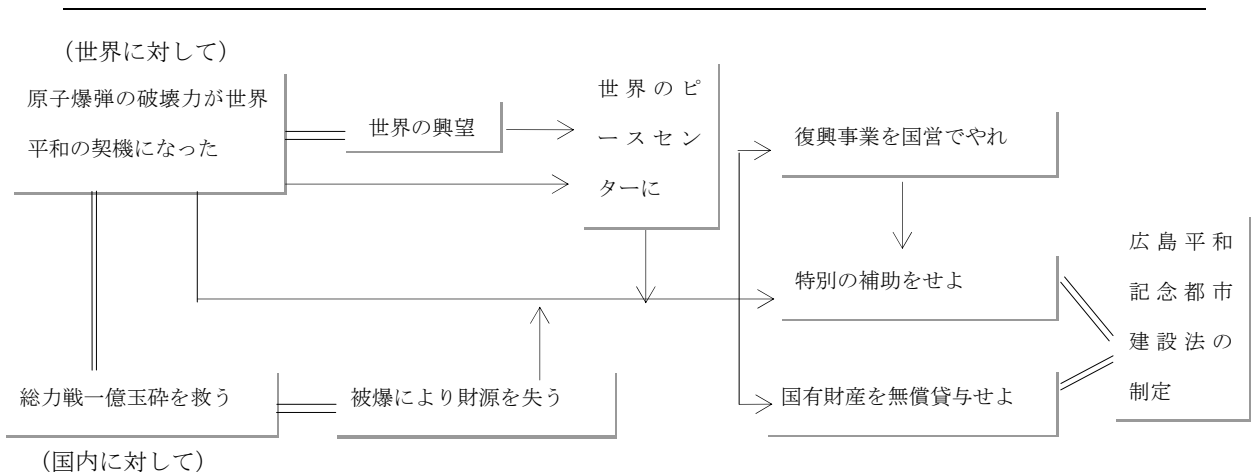 （世界に対して）
原子爆弾の破壊力が世界
平和の契機になった
世界の興望
世界のピ
ースセン
ターに
復興事業を国営でやれ
特別の補助をせよ
広島平和
記念都市
建設法の
制定
総力戦一億玉砕を救う
被爆により財源を失う
国有財産を無償貸与せよ
（国内に対して）